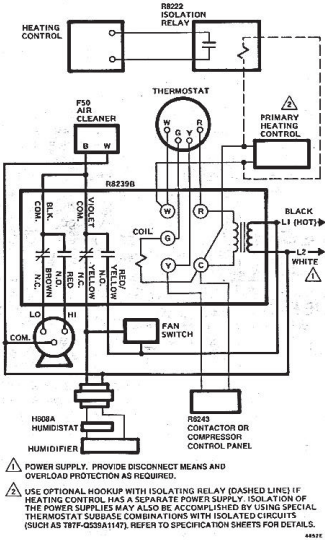 R8222
ISOLATION
RELAY
HEATING
CONTROL
THERMOSTAT
W
R
G
Y
F50
AIR
CLEANER
B
W
2
PRIMARY
HEATING
CONTROL
R8239B
BLK.
COM.
VIOLET
COM.
W
R
BLACK
L1 (HOT)
COIL
G
L2
WHITE
1
Y
C
N.C.
BROWN
N.O.
RED
N.C.
YELLOW
N.O.
RED/
YELLOW
LO
HI
COM.
FAN
SWITCH
H808A
HUMIDISTAT
R8243
CONTACTOR OR
COMPRESSOR
CONTROL PANEL
HUMIDIFIER
1 POWER SUPPLY. PROVIDE DISCONNECT MEANS AND
OVERLOAD PROTECTION AS REQUIRED.
2 USE OPTIONAL HOOKUP WITH ISOLATING RELAY (DASHED LINE) IF
HEATING CONTROL HAS A SEPARATE POWER SUPPLY. ISOLATION OF
THE POWER SUPPLIES MAY ALSO BE ACCOMPLISHED BY USING SPECIAL
THERMOSTAT SUBBASE COMBINATIONS WITH ISOLATED CIRCUITS
(SUCH AS T87F-Q539A1147). REFER TO SPECIFICATION SHEETS FOR DETAILS.